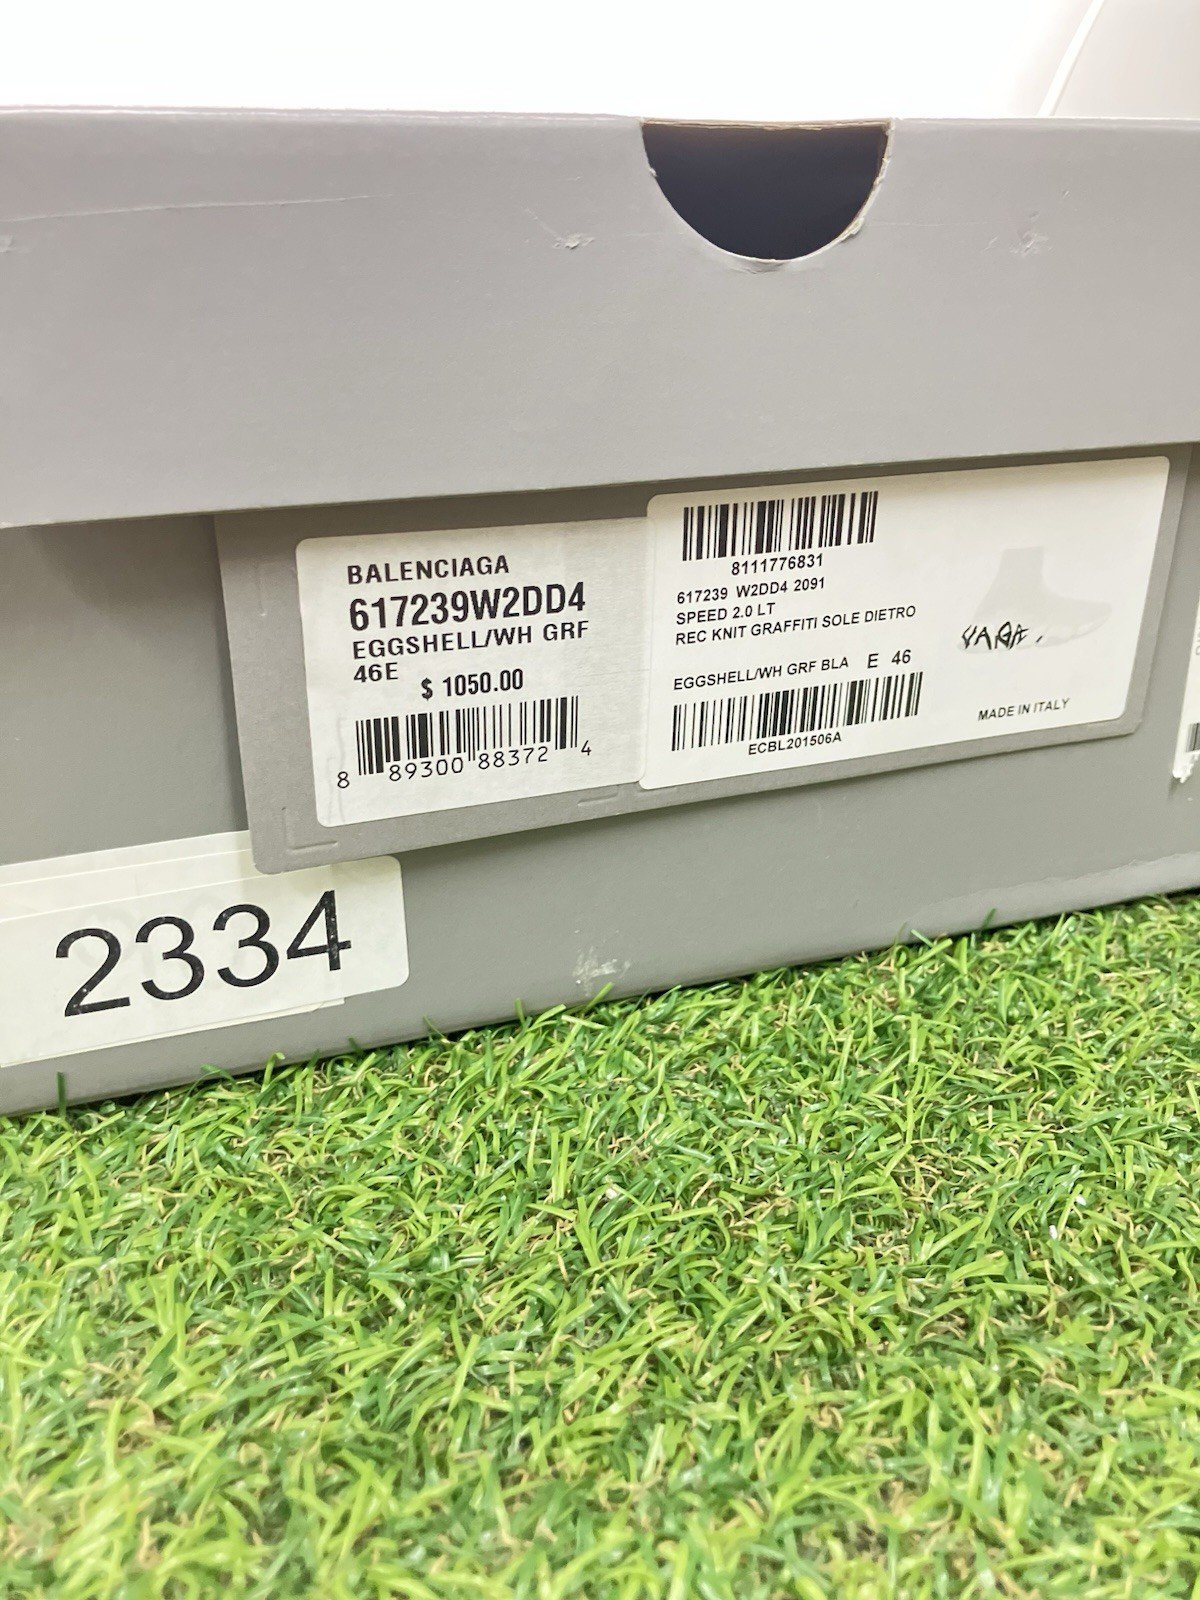 BALENCIAGA
617239W2DD4
EGGSHELL/WH GRF
46E
$ 1050.00
8 89300 88372 4
8111776831
617239 W2DD4 2091
SPEED 2.0 LT
REC KNIT GRAFFITI SOLE DIETRO
EGGSHELL/WH GRF BLA E 46
ECBL201506A
MADE IN ITALY
2334